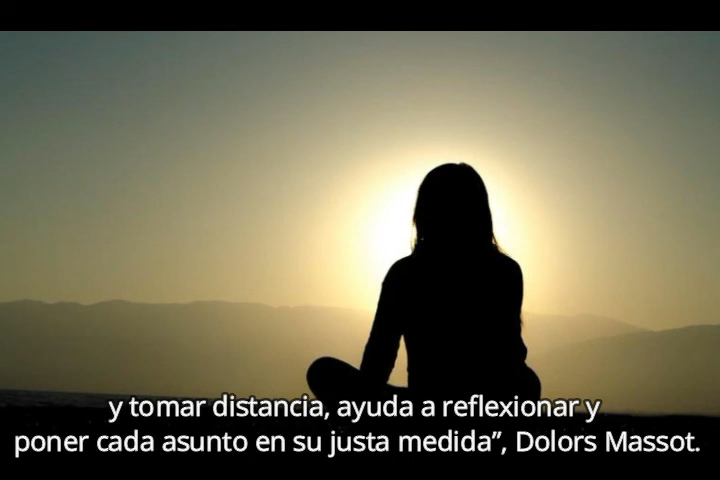 y tomar distancia, ayuda a reflexionar y
poner cada asunto en su justa medida”, Dolors Massot.